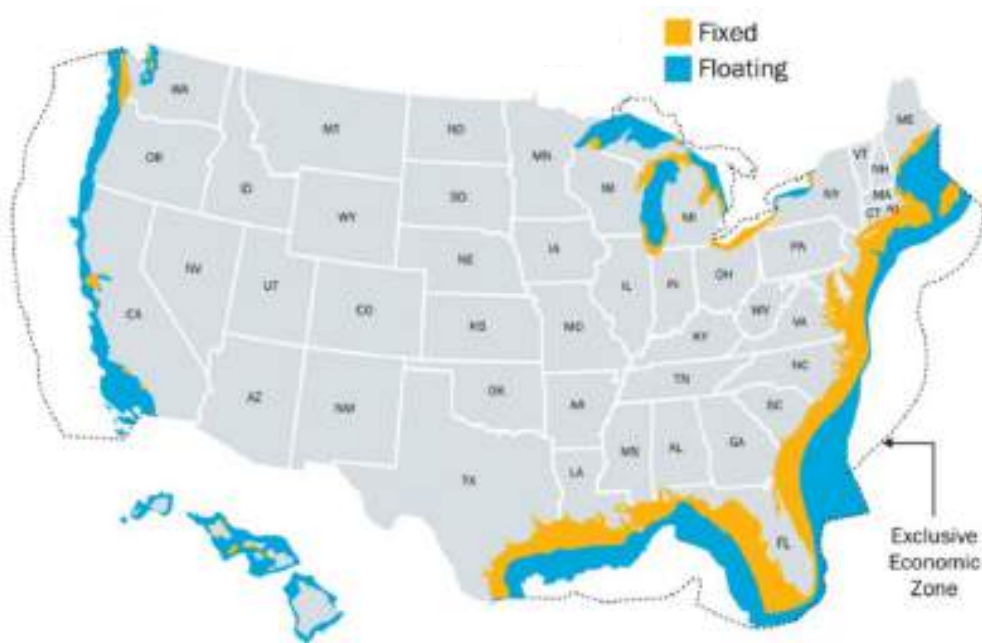 Fixed
Floating
ME
WA
MT
ND
MN
VT
NH
OR
ID
SD
WI
MI
NY
MA
CT
RI
WY
IA
PA
NE
NV
UT
IL
IN
OH
CO
CA
KS
MO
WV
VA
KY
NC
TN
AZ
NM
OK
AR
SC
MN
AL
GA
TX
LA
FL
Exclusive
Economic
Zone